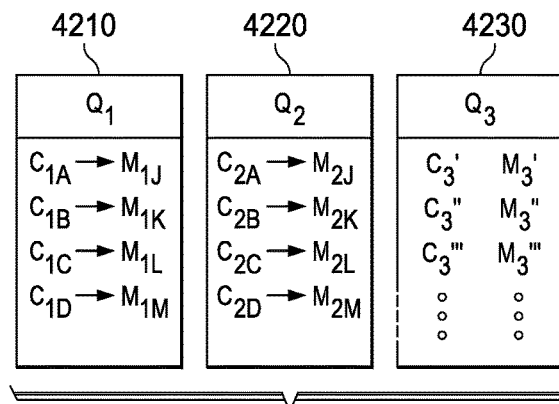 4210 4220 4230
Q₁ Q₂ Q₃
C₁A → M₁J C₂A → M₂J C₃' M₃'
C₁B → M₁K C₂B → M₂K C₃'' M₃''
C₁C → M₁L C₂C → M₂L C₃''' M₃'''
C₁D → M₁M C₂D → M₂M